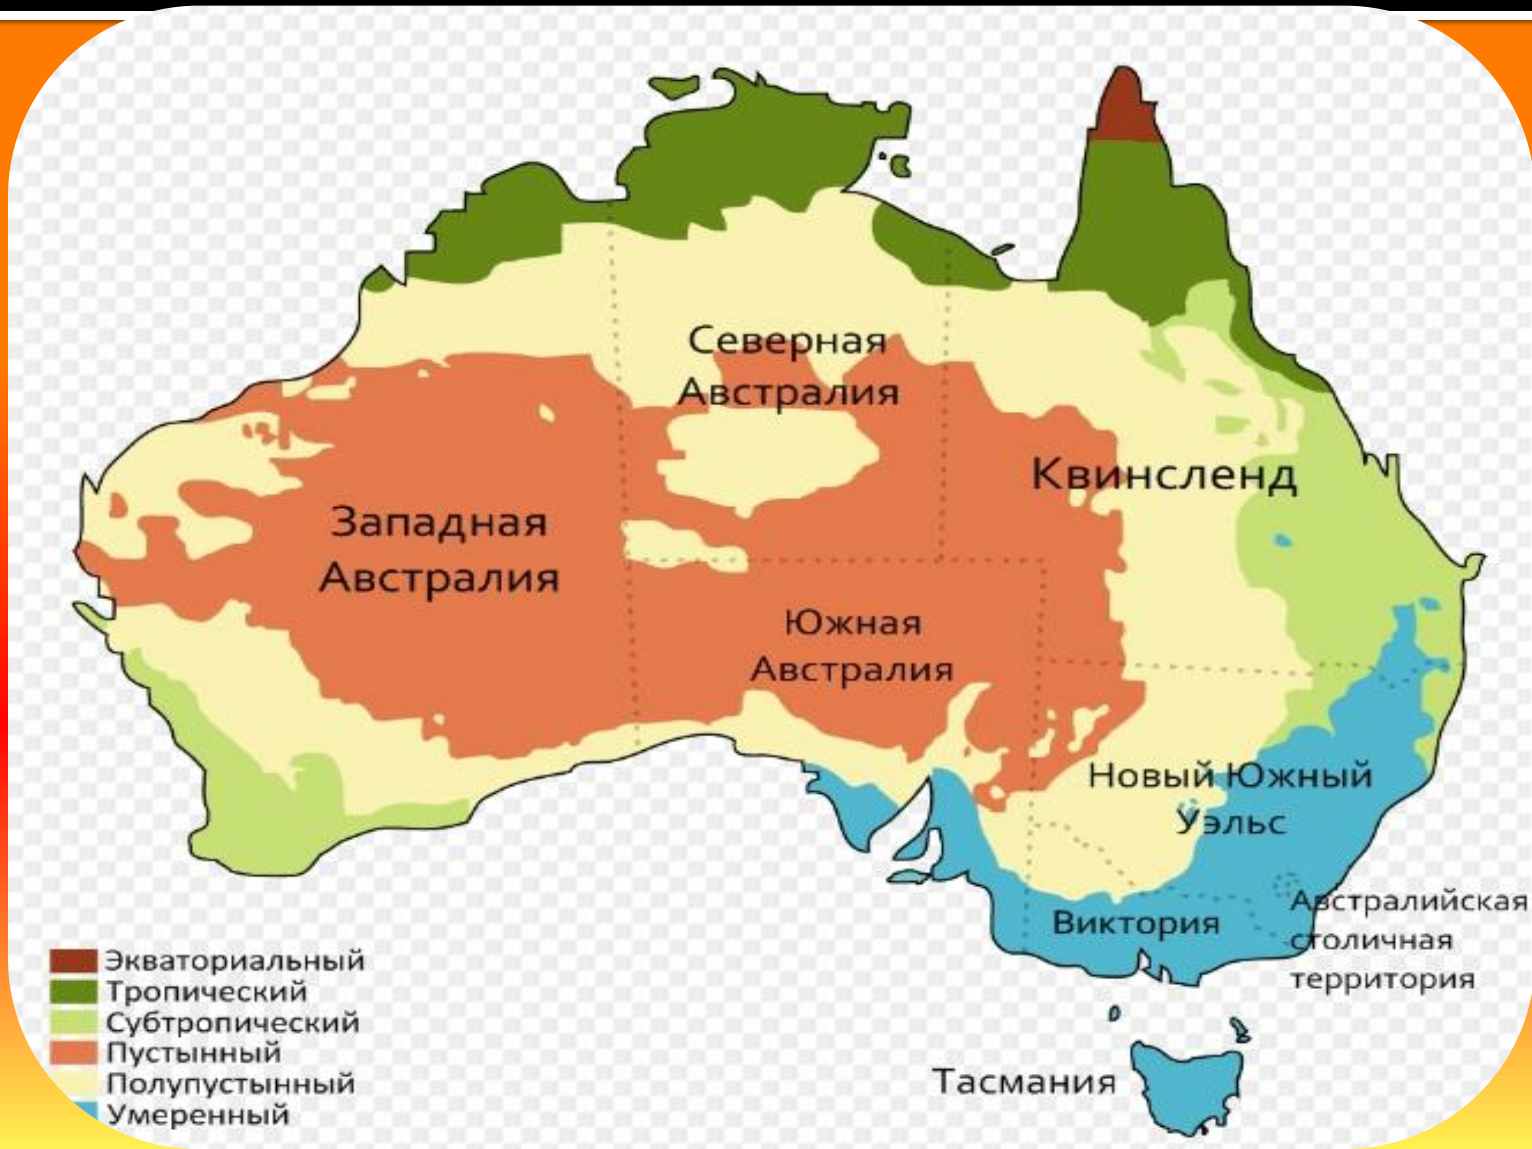 Северная
Австралия
Квинсленд
Западная
Австралия
Южная
Австралия
Новый Южный
Уэльс
Австралийская
столичная
территория
Виктория
Тасмания
Экваториальный
Тропический
Субтропический
Пустынный
Полупустынный
Умеренный